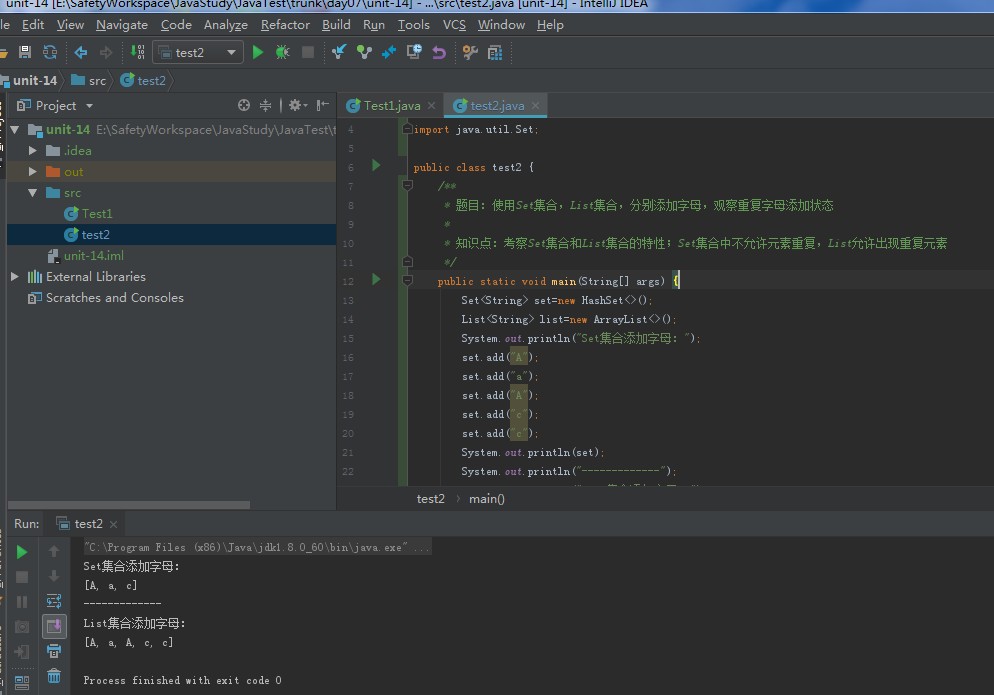 unit-14 [E:\SafetyWorkspace\JavaStudy\JavaTest\trunk\day07\unit-14] - ...\src\test2.java [unit-14] - IntelliJ IDEA
le Edit View Navigate Code Analyze Refactor Build Run Tools VCS Window Help
test2
unit-14 src test2
Project
Test1.java test2.java
unit-14 E:\SafetyWorkspace\JavaStudy\JavaTest\t
.idea
out
src
Test1
test2
unit-14.iml
External Libraries
Scratches and Consoles
4 import java.util.Set;
5
6 public class test2 {
7 /**
8 * 题目：使用Set集合，List集合，分别添加字母，观察重复字母添加状态
9 *
10 * 知识点：考察Set集合和List集合的特性；Set集合中不允许元素重复，List允许出现重复元素
11 */
12 public static void main(String[] args) {
13 Set<String> set=new HashSet<>();
14 List<String> list=new ArrayList<>();
15 System.out.println("Set集合添加字母：");
16 set.add("A");
17 set.add("a");
18 set.add("A");
19 set.add("c");
20 set.add("c");
21 System.out.println(set);
22 System.out.println("-------------");
test2 › main()
Run: test2
"C:\Program Files (x86)\Java\jdk1.8.0_60\bin\java.exe" ...
Set集合添加字母：
[A, a, c]
-------------
List集合添加字母：
[A, a, A, c, c]
Process finished with exit code 0